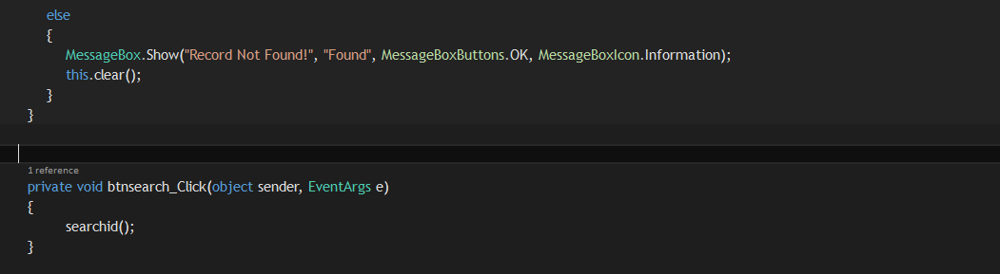 else
{
MessageBox.Show("Record Not Found!", "Found", MessageBoxButtons.OK, MessageBoxIcon.Information);
this.clear();
}
}
1 reference
private void btnsearch_Click(object sender, EventArgs e)
{
searchid();
}